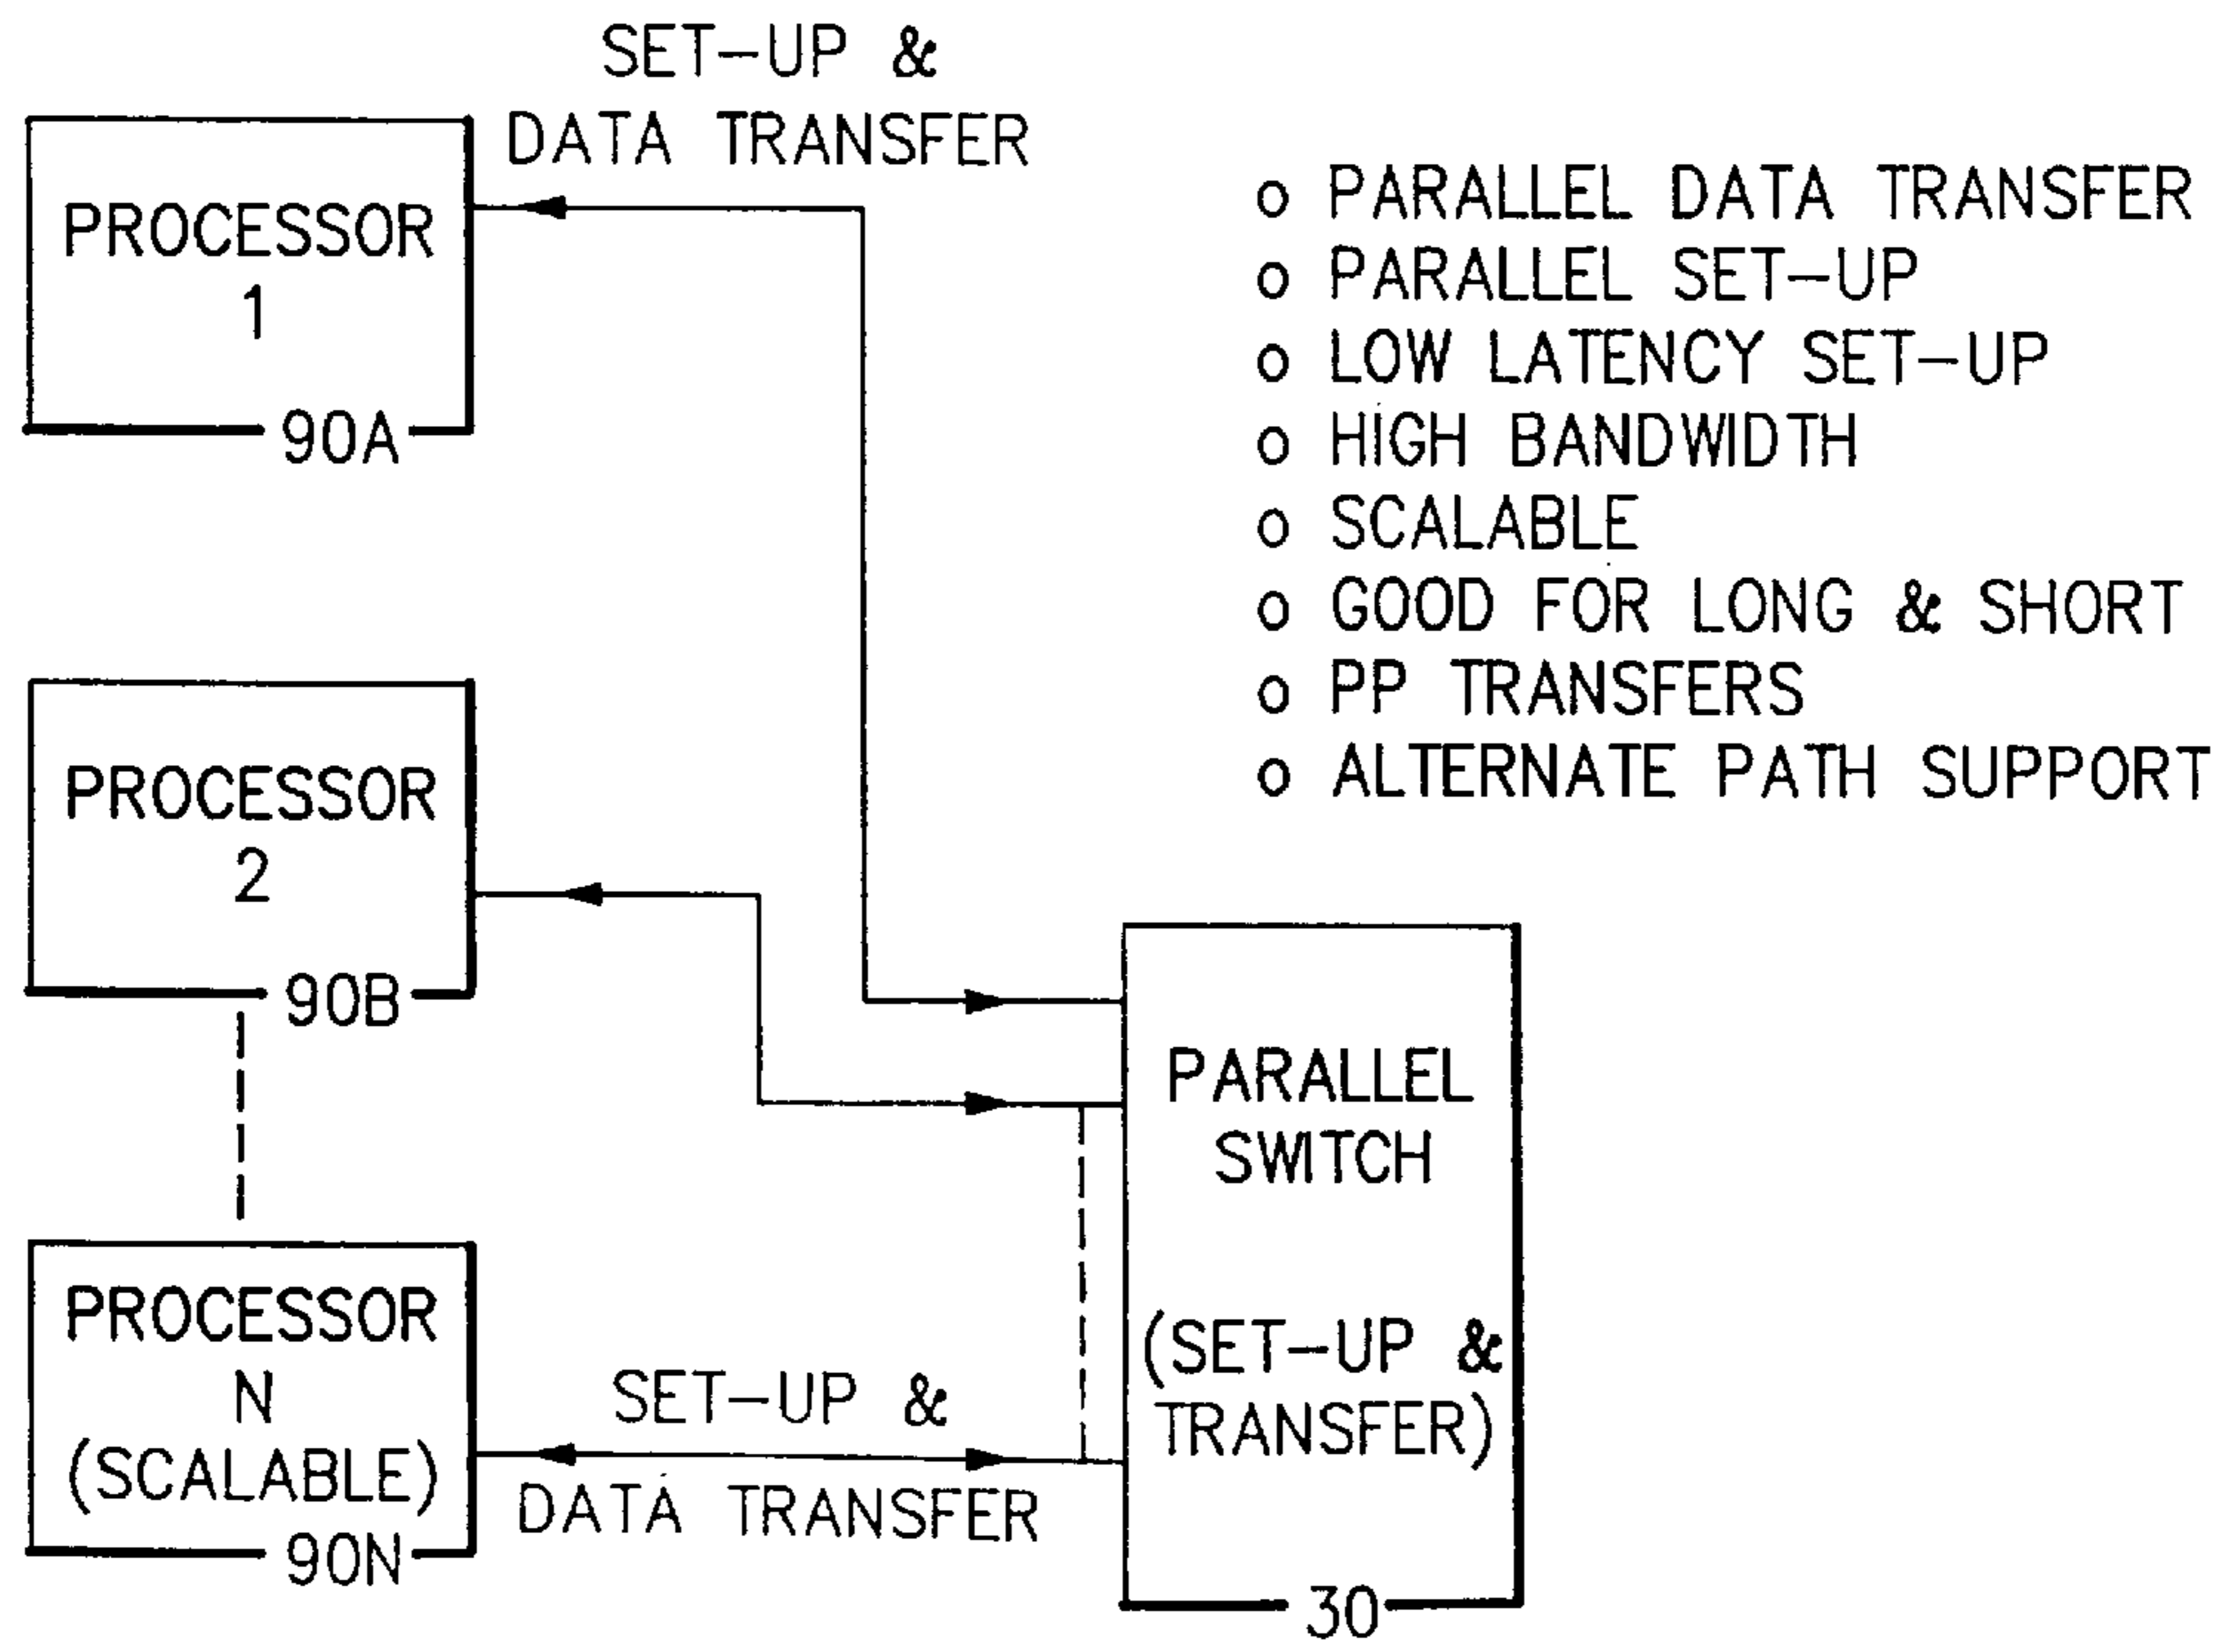 SET-UP &
DATA TRANSFER
PROCESSOR
1
90A
o PARALLEL DATA TRANSFER
o PARALLEL SET-UP
o LOW LATENCY SET-UP
o HIGH BANDWIDTH
o SCALABLE
o GOOD FOR LONG & SHORT
o PP TRANSFERS
o ALTERNATE PATH SUPPORT
PROCESSOR
2
90B
PROCESSOR
N
(SCALABLE)
90N
SET-UP &
DATA TRANSFER
PARALLEL
SWITCH
(SET-UP &
TRANSFER)
30